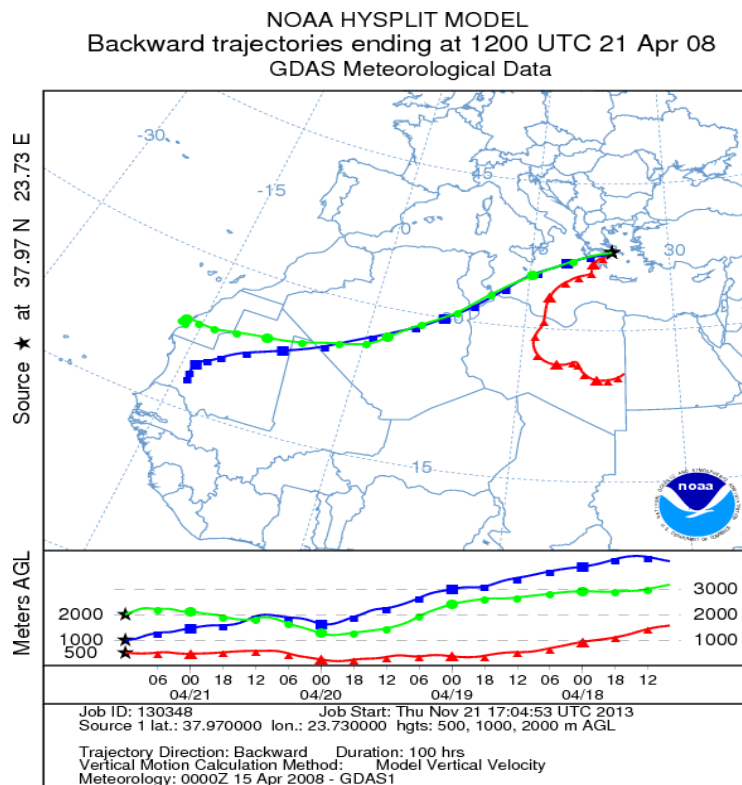 NOAA HYSPLIT MODEL
Backward trajectories ending at 1200 UTC 21 Apr 08
GDAS Meteorological Data
Source ★ at 37.97 N 23.73 E
-30
-15
0
45
15
30
30
15
noaa
Meters AGL
2000
1000
500
3000
2000
1000
06 00 18 12 06 00 18 12 06 00 18 12 06 00 18 12
04/21 04/20 04/19 04/18
Job ID: 130348 Job Start: Thu Nov 21 17:04:53 UTC 2013
Source 1 lat.: 37.970000 lon.: 23.730000 hgts: 500, 1000, 2000 m AGL
Trajectory Direction: Backward Duration: 100 hrs
Vertical Motion Calculation Method: Model Vertical Velocity
Meteorology: 0000Z 15 Apr 2008 - GDAS1